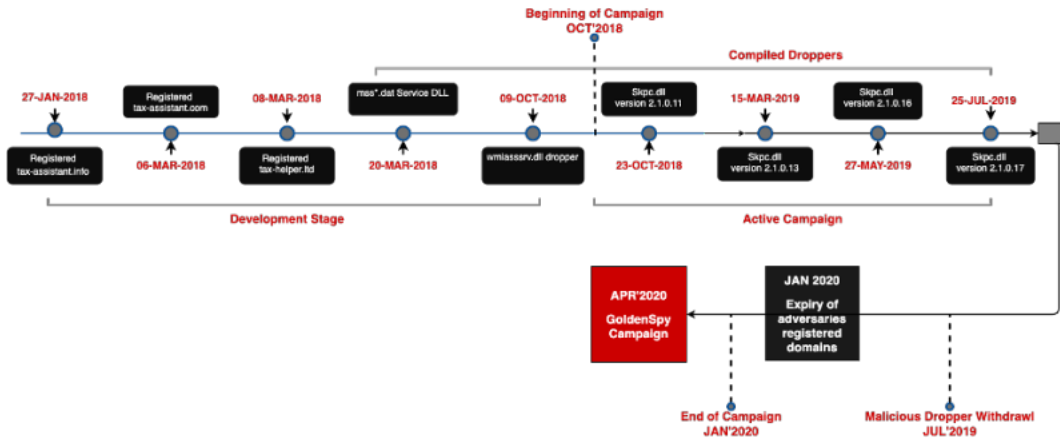 Beginning of Campaign
OCT'2018
Compiled Droppers
27-JAN-2018
Registered
tax-assistant.com
08-MAR-2018
mss*.dat Service DLL
09-OCT-2018
Skpc.dll
version 2.1.0.11
15-MAR-2019
Skpc.dll
version 2.1.0.16
25-JUL-2019
Registered
tax-assistant.info
06-MAR-2018
Registered
tax-helper.ltd
20-MAR-2018
wmiasssrv.dll dropper
23-OCT-2018
Skpc.dll
version 2.1.0.13
27-MAY-2019
Skpc.dll
version 2.1.0.17
Development Stage
Active Campaign
APR'2020
GoldenSpy
Campaign
JAN 2020
Expiry of
adversaries
registered
domains
End of Campaign
JAN'2020
Malicious Dropper Withdrawl
JUL'2019